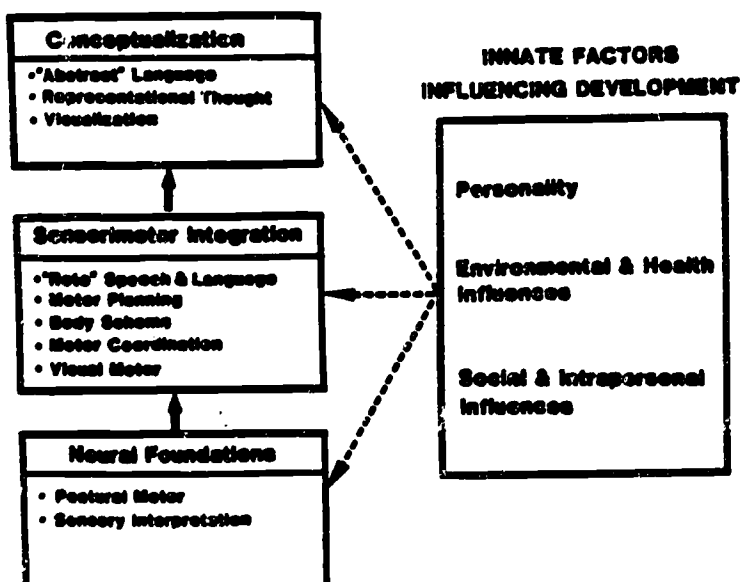 Conceptualization
• "Abstract" Language
• Representational Thought
• Visualization
Sensorimotor Integration
• "Rote" Speech & Language
• Motor Planning
• Body Scheme
• Motor Coordination
• Visual Motor
Neural Foundations
• Postural Motor
• Sensory Interpretation
INNATE FACTORS
INFLUENCING DEVELOPMENT
Personality
Environmental & Health
Influences
Social & Intrapersonal
Influences